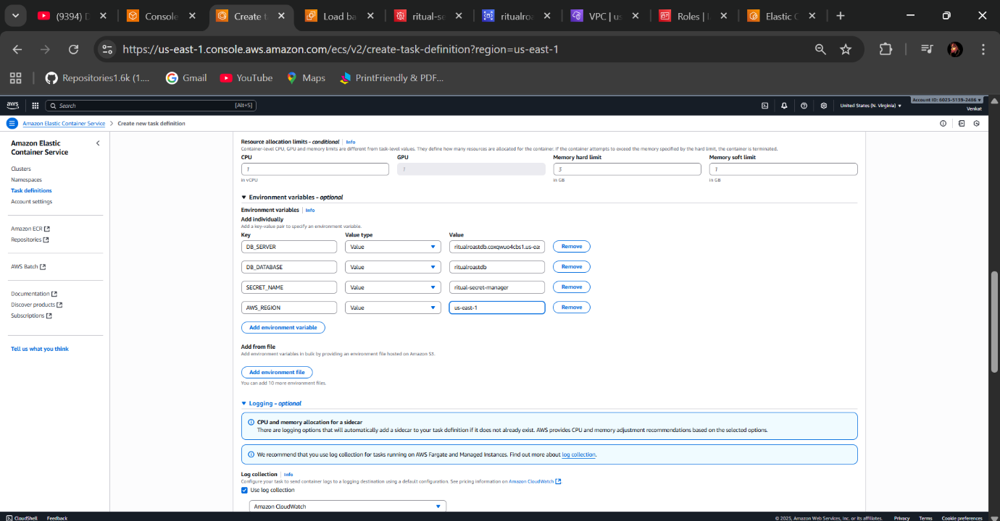 (9394) D
Console
Create t
Load ba
ritual-se
ritualroa
VPC | us
Roles |
Elastic C
https://us-east-1.console.aws.amazon.com/ecs/v2/create-task-definition?region=us-east-1
Repositories1.6k (1....
Gmail
YouTube
Maps
PrintFriendly & PDF...
aws
Search
[Alt+S]
United States (N. Virginia)
Account ID: 6023-5139-2486
Venkat
Amazon Elastic Container Service
Create new task definition
Amazon Elastic
Container Service
Clusters
Namespaces
Task definitions
Account settings
Amazon ECR
Repositories
AWS Batch
Documentation
Discover products
Subscriptions
Tell us what you think
Resource allocation limits - conditional Info
Container-level CPU, GPU and memory limits are different from task-level values. They define how many resources are allocated for the container. If the container attempts to exceed the memory specified by the hard limit, the container is terminated.
CPU GPU Memory hard limit Memory soft limit
1 1 3 1
in vCPU in GB in GB
Environment variables - optional
Environment variables Info
Add individually
Add a key-value pair to specify an environment variable.
Key Value type Value
DB_SERVER Value ritualroastdb.coxqwuo4cbs1.us-eas Remove
DB_DATABASE Value ritualroastdb Remove
SECRET_NAME Value ritual-secret-manager Remove
AWS_REGION Value us-east-1 Remove
Add environment variable
Add from file
Add environment variables in bulk by providing an environment file hosted on Amazon S3.
Add environment file
You can add 10 more environment files.
Logging - optional
CPU and memory allocation for a sidecar
There are logging options that will automatically add a sidecar to your task definition if it does not already exist. AWS provides CPU and memory adjustment recommendations based on the selected options.
We recommend that you use log collection for tasks running on AWS Fargate and Managed Instances. Find out more about log collection.
Log collection Info
Configure your task to send container logs to a logging destination using a default configuration. See pricing information on Amazon CloudWatch
Use log collection
Amazon CloudWatch
CloudShell Feedback
© 2025, Amazon Web Services, Inc. or its affiliates. Privacy Terms Cookie preferences